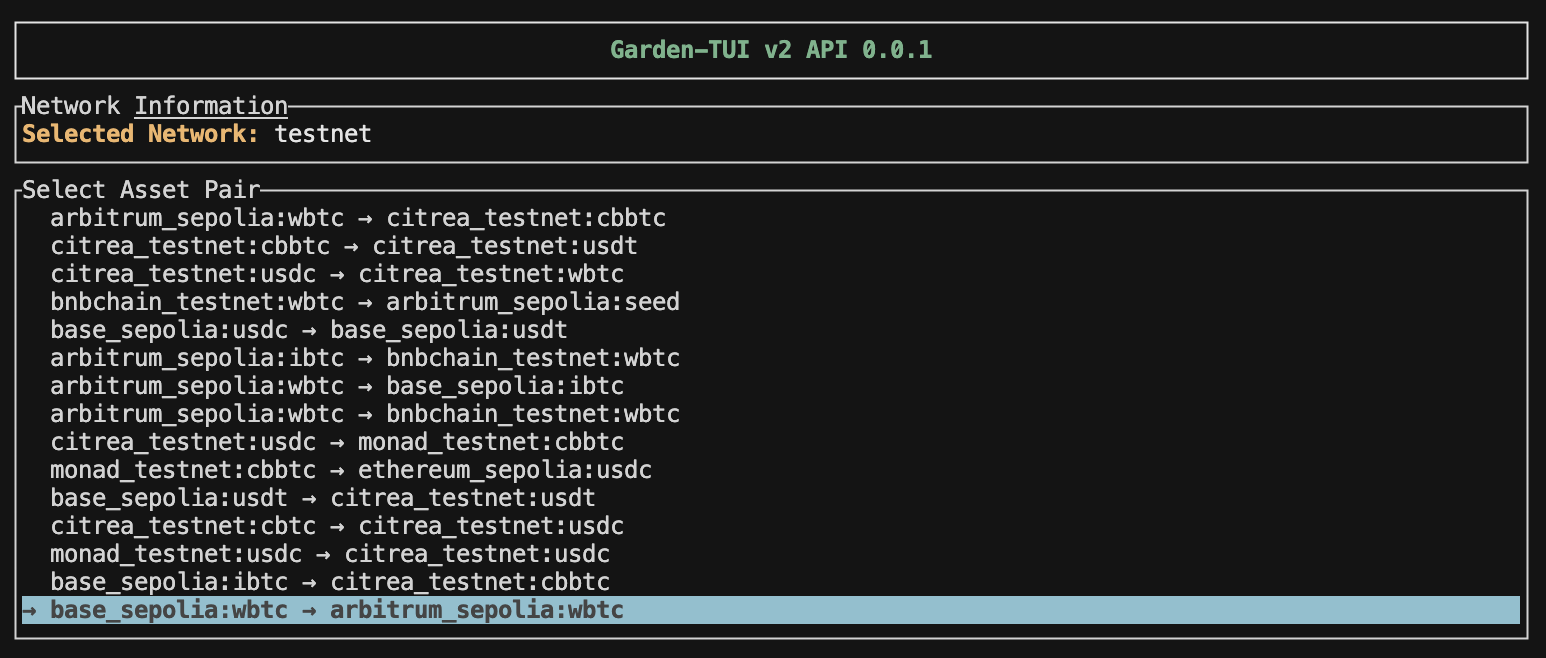 Garden-TUI v2 API 0.0.1
Network Information
Selected Network: testnet
Select Asset Pair
arbitrum_sepolia:wbtc → citrea_testnet:cbbtc
citrea_testnet:cbbtc → citrea_testnet:usdt
citrea_testnet:usdc → citrea_testnet:wbtc
bnbchain_testnet:wbtc → arbitrum_sepolia:seed
base_sepolia:usdc → base_sepolia:usdt
arbitrum_sepolia:ibtc → bnbchain_testnet:wbtc
arbitrum_sepolia:wbtc → base_sepolia:ibtc
arbitrum_sepolia:wbtc → bnbchain_testnet:wbtc
citrea_testnet:usdc → monad_testnet:cbbtc
monad_testnet:cbbtc → ethereum_sepolia:usdc
base_sepolia:usdt → citrea_testnet:usdt
citrea_testnet:cbtc → citrea_testnet:usdc
monad_testnet:usdc → citrea_testnet:usdc
base_sepolia:ibtc → citrea_testnet:cbbtc
→ base_sepolia:wbtc → arbitrum_sepolia:wbtc